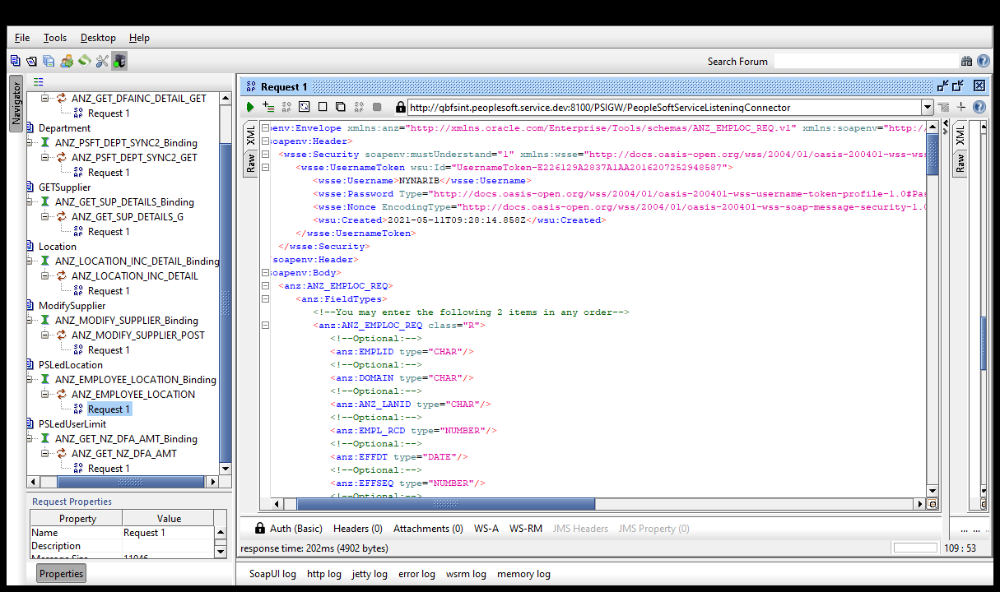 File Tools Desktop Help
Search Forum
Navigator
ANZ_GET_DFAINC_DETAIL_GET
Request 1
Department
ANZ_PSFT_DEPT_SYNC2_Binding
ANZ_PSFT_DEPT_SYNC2_GET
Request 1
GETSupplier
ANZ_GET_SUP_DETAILS_Binding
ANZ_GET_SUP_DETAILS_G
Request 1
Location
ANZ_LOCATION_INC_DETAIL_Binding
ANZ_LOCATION_INC_DETAIL
Request 1
ModifySupplier
ANZ_MODIFY_SUPPLIER_Binding
ANZ_MODIFY_SUPPLIER_POST
Request 1
PSLedLocation
ANZ_EMPLOYEE_LOCATION_Binding
ANZ_EMPLOYEE_LOCATION
Request 1
PSLedUserLimit
ANZ_GET_NZ_DFA_AMT_Binding
ANZ_GET_NZ_DFA_AMT
Request 1
Request Properties
Property Value
Name Request 1
Description
Message Size 11046
Properties
Request 1
http://qbfsint.peoplesoft.service.dev:8100/PSIGW/PeopleSoftServiceListeningConnector
XML
Raw
penv:Envelope xmlns:anz="http://xmlns.oracle.com/Enterprise/Tools/schemas/ANZ_EMPLOC_REQ.v1" xmlns:soapenv="http:/
soapenv:Header>
<wsse:Security soapenv:mustUnderstand="1" xmlns:wsse="http://docs.oasis-open.org/wss/2004/01/oasis-200401-wss-ws
<wsse:UsernameToken wsu:Id="UsernameToken-E226129A2837A1AA2016207252948587">
<wsse:Username>NYNARIB</wsse:Username>
<wsse:Password Type="http://docs.oasis-open.org/wss/2004/01/oasis-200401-wss-username-token-profile-1.0#Pas
<wsse:Nonce EncodingType="http://docs.oasis-open.org/wss/2004/01/oasis-200401-wss-soap-message-security-1.0
<wsu:Created>2021-05-11T09:28:14.858Z</wsu:Created>
</wsse:UsernameToken>
</wsse:Security>
soapenv:Header>
oapenv:Body>
<anz:ANZ_EMPLOC_REQ>
<anz:FieldTypes>
<!--You may enter the following 2 items in any order-->
<anz:ANZ_EMPLOC_REQ class="R">
<!--Optional:-->
<anz:EMPLID type="CHAR"/>
<!--Optional:-->
<anz:DOMAIN type="CHAR"/>
<!--Optional:-->
<anz:ANZ_LANID type="CHAR"/>
<!--Optional:-->
<anz:EMPL_RCD type="NUMBER"/>
<!--Optional:-->
<anz:EFFDT type="DATE"/>
<!--Optional:-->
<anz:EFFSEQ type="NUMBER"/>
<!--Optional:-->
XML
Raw
Auth (Basic) Headers (0) Attachments (0) WS-A WS-RM JMS Headers JMS Property (0)
... ...
response time: 202ms (4902 bytes)
109 : 53
SoapUI log http log jetty log error log wsrm log memory log